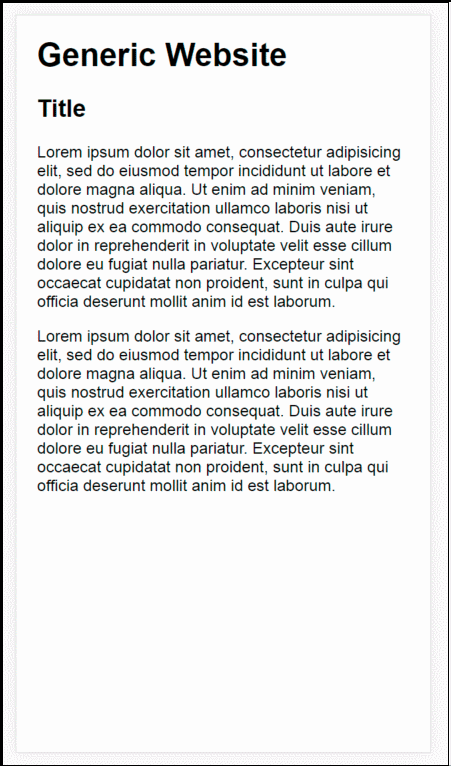 Generic Website
Title
Lorem ipsum dolor sit amet, consectetur adipisicing
elit, sed do eiusmod tempor incididunt ut labore et
dolore magna aliqua. Ut enim ad minim veniam,
quis nostrud exercitation ullamco laboris nisi ut
aliquip ex ea commodo consequat. Duis aute irure
dolor in reprehenderit in voluptate velit esse cillum
dolore eu fugiat nulla pariatur. Excepteur sint
occaecat cupidatat non proident, sunt in culpa qui
officia deserunt mollit anim id est laborum.
Lorem ipsum dolor sit amet, consectetur adipisicing
elit, sed do eiusmod tempor incididunt ut labore et
dolore magna aliqua. Ut enim ad minim veniam,
quis nostrud exercitation ullamco laboris nisi ut
aliquip ex ea commodo consequat. Duis aute irure
dolor in reprehenderit in voluptate velit esse cillum
dolore eu fugiat nulla pariatur. Excepteur sint
occaecat cupidatat non proident, sunt in culpa qui
officia deserunt mollit anim id est laborum.